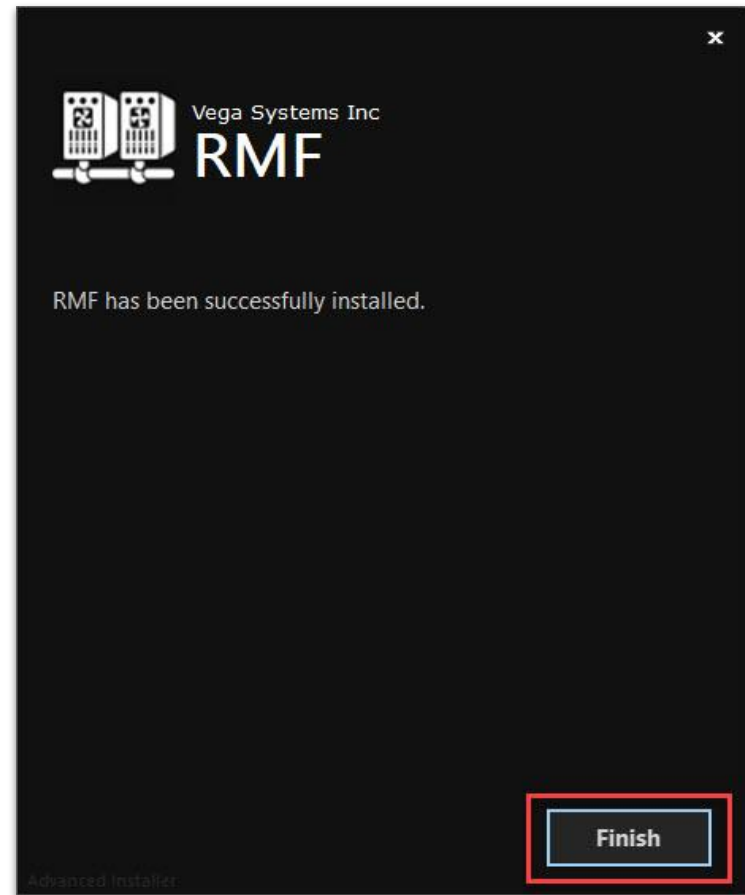 x
Vega Systems Inc
RMF
RMF has been successfully installed.
Finish
Advanced Installer